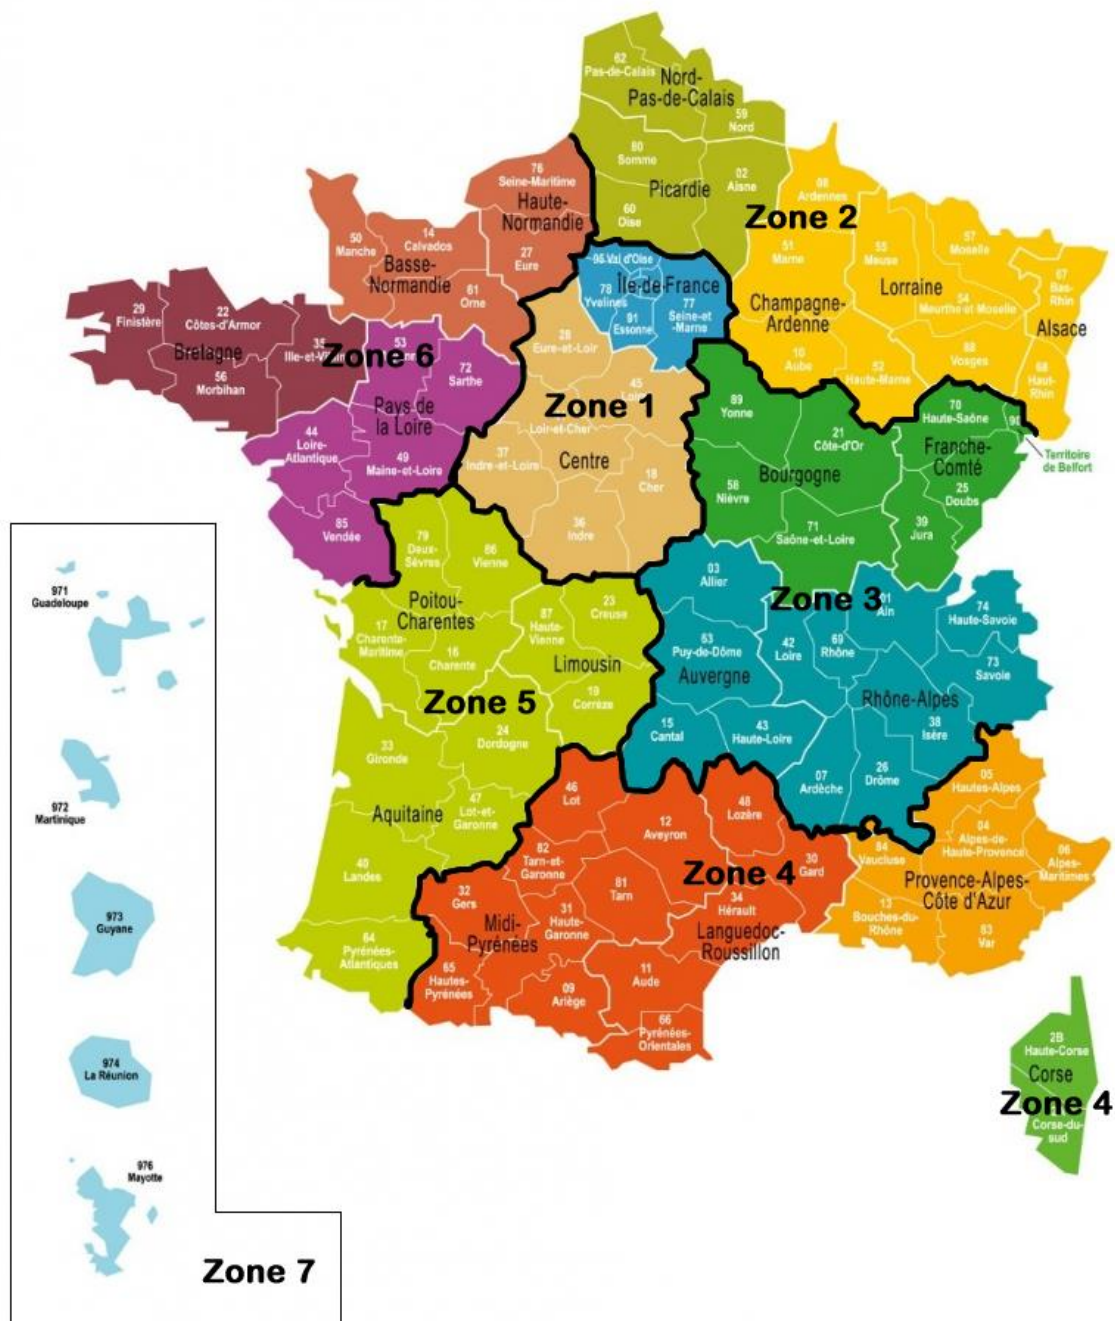 62
Pas-de-Calais
Nord-
Pas-de-Calais
59
Nord
80
Somme
02
Aisne
Picardie
60
Oise
76
Seine-Maritime
Haute-
Normandie
27
Eure
08
Ardennes
Zone 2
50
Manche
14
Calvados
Basse-
Normandie
61
Orne
51
Marne
55
Meuse
57
Moselle
67
Bas-
Rhin
Lorraine
54
Meurthe-et-Moselle
Alsace
Champagne-
Ardenne
88
Vosges
10
Aube
52
Haute-Marne
68
Haut-
Rhin
95 Val d'Oise
78
Yvelines
Île-de-France
91
Essonne
77
Seine-et
-Marne
29
Finistère
22
Côtes-d'Armor
Bretagne
35
Ille-et-Vilaine
56
Morbihan
53
Zone 6
72
Sarthe
Pays de
la Loire
44
Loire-
Atlantique
49
Maine-et-Loire
85
Vendée
28
Eure-et-Loir
45
Zone 1
Loir-et-Cher
37
Indre-et-Loire
Centre
18
Cher
36
Indre
89
Yonne
21
Côte-d'Or
Bourgogne
58
Nièvre
71
Saône-et-Loire
70
Haute-Saône
90
Territoire
de Belfort
Franche-
Comté
25
Doubs
39
Jura
79
Deux-
Sèvres
86
Vienne
Poitou-
Charentes
17
Charente-
Maritime
16
Charente
87
Haute-
Vienne
23
Creuse
Limousin
19
Corrèze
Zone 5
03
Allier
Zone 3
01
Ain
74
Haute-Savoie
63
Puy-de-Dôme
Auvergne
42
Loire
69
Rhône
73
Savoie
Rhône-Alpes
38
Isère
15
Cantal
43
Haute-Loire
07
Ardèche
26
Drôme
24
Dordogne
33
Gironde
47
Lot-et-
Garonne
Aquitaine
40
Landes
64
Pyrénées-
Atlantiques
46
Lot
12
Aveyron
48
Lozère
82
Tarn-et-
Garonne
81
Tarn
Zone 4
30
Gard
32
Gers
Midi-
Pyrénées
31
Haute-
Garonne
34
Hérault
Languedoc-
Roussillon
65
Hautes-
Pyrénées
09
Ariège
11
Aude
66
Pyrénées-
Orientales
05
Hautes-Alpes
84
Vaucluse
04
Alpes-de-
Haute-Provence
06
Alpes-
Maritimes
Provence-Alpes-
Côte d'Azur
13
Bouches-du-
Rhône
83
Var
2B
Haute-Corse
Corse
Zone 4
Corse-du-
sud
971
Guadeloupe
972
Martinique
973
Guyane
974
La Réunion
976
Mayotte
Zone 7